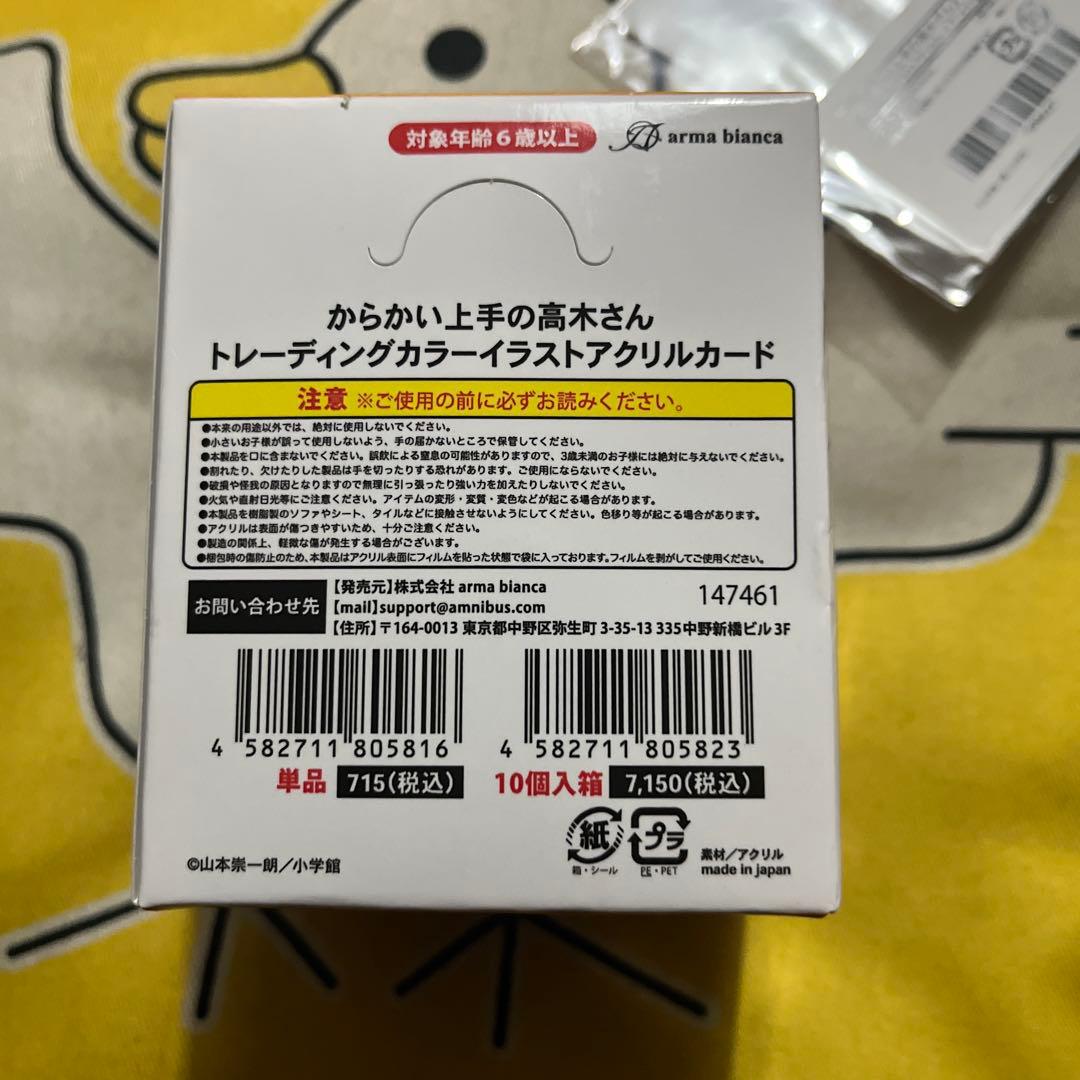 対象年齢6歳以上
arma bianca
からかい上手の高木さん
トレーディングカラーイラストアクリルカード
注意 ※ご使用の前に必ずお読みください。
●本来の用途以外では、絶対に使用しないでください。
●小さいお子様が誤って使用しないよう、手の届かないところで保管してください。
●本製品を口に含まないでください。誤飲による窒息の可能性がありますので、3歳未満のお子様には絶対に与えないでください。
●割れたり、欠けたりした製品は手を切ったりする恐れがあります。ご使用にならないでください。
●破損や怪我の原因となりますので無理に引っ張ったり強い力を加えたりしないでください。
●火気や直射日光等にご注意ください。アイテムの変形・変質・変色などが起こる場合があります。
●本製品を樹脂製のソファやシート、タイルなどに接触させないようにしてください。色移り等が起こる場合があります。
●アクリルは表面が傷つきやすいため、十分ご注意ください。
●製造の関係上、軽微な傷が発生する場合がございます。
●梱包時の傷防止のため、本製品はアクリル表面にフィルムを貼った状態で袋に入っております。フィルムを剥がしてご使用ください。
お問い合わせ先
【発売元】株式会社 arma bianca
【mail】support@amnibus.com
【住所】〒164-0013 東京都中野区弥生町 3-35-13 335中野新橋ビル 3F
147461
4 582711 805816
4 582711 805823
単品 715(税込)
10個入箱 7,150(税込)
紙
箱・シール
プラ
PE・PET
素材/アクリル
made in japan
©山本崇一朗/小学館